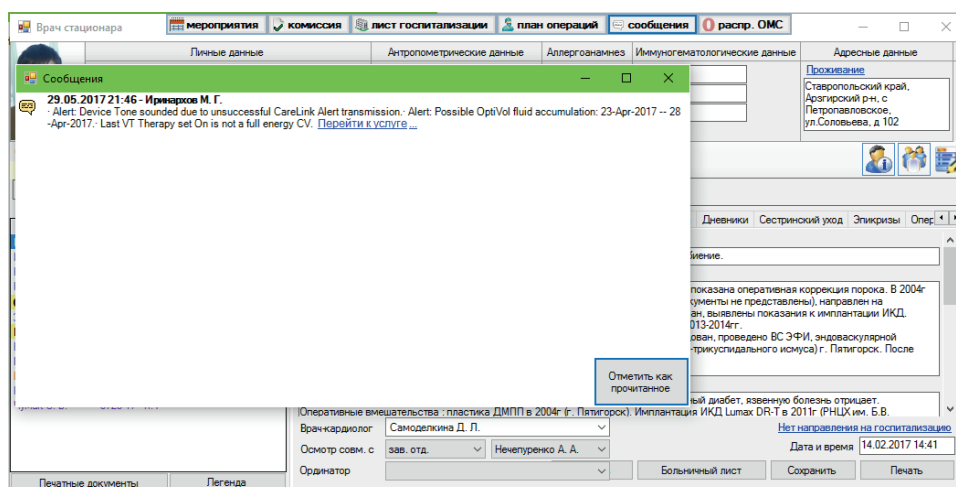 Врач стационара
мероприятия комиссия лист госпитализации план операций сообщения распр. ОМС
Личные данные Антропометрические данные Аллергоанамнез Иммуногематологические данные Адресные данные
Проживание
Ставропольский край,
Арзгирский р-н, с
Петропавловское,
ул.Соловьева, д 102
Сообщения
29.05.2017 21:46 - Иринархов М. Г.
· Alert: Device Tone sounded due to unsuccessful CareLink Alert transmission.· Alert: Possible OptiVol fluid accumulation: 23-Apr-2017 -- 28
-Apr-2017.· Last VT Therapy set On is not a full energy CV. Перейти к услуге ...
Дневники Сестринский уход Эпикризы Опер
биение.
показана оперативная коррекция порока. В 2004г
кументы не представлены), направлен на
ан, выявлены показания к имплантации ИКД.
013-2014гг.
ован, проведено ВС ЭФИ, эндоваскулярной
-трикуспидального исмуса) г. Пятигорск. После
Отметить как
прочитанное
ный диабет, язвенную болезнь отрицает.
Оперативные вмешательства : пластика ДМПП в 2004г (г. Пятигорск). Имплантация ИКД Lumax DR-T в 2011г (РНЦХ им. Б.В.
Врач-кардиолог Самоделкина Д. Л. Нет направления на госпитализацию
Осмотр совм. с зав. отд. Нечепуренко А. А. Дата и время 14.02.2017 14:41
Ординатор Больничный лист Сохранить Печать
Печатные документы Легенда